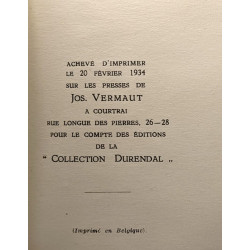 ACHEVÉ D'IMPRIMER
LE 20 FÉVRIER 1934
SUR LES PRESSES DE
JOS. VERMAUT
A COURTRAI
RUE LONGUE DES PIERRES, 26-28
POUR LE COMPTE DES ÉDITIONS
DE LA
“ COLLECTION DURENDAL „
(Imprimé en Belgique)